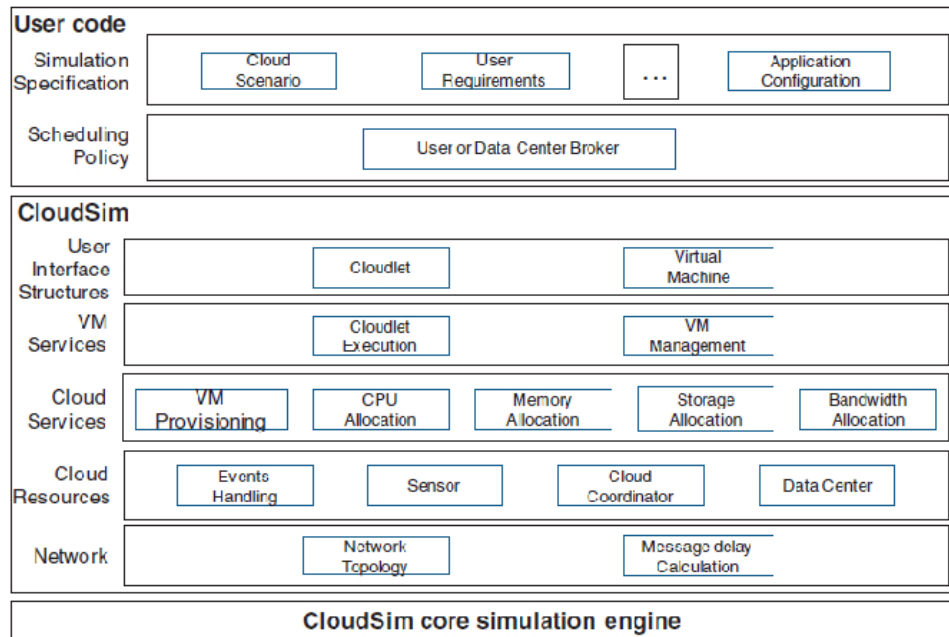 User code
Simulation
Specification
Cloud
Scenario
User
Requirements
...
Application
Configuration
Scheduling
Policy
User or Data Center Broker
CloudSim
User
Interface
Structures
Cloudlet
Virtual
Machine
VM
Services
Cloudlet
Execution
VM
Management
Cloud
Services
VM
Provisioning
CPU
Allocation
Memory
Allocation
Storage
Allocation
Bandwidth
Allocation
Cloud
Resources
Events
Handling
Sensor
Cloud
Coordinator
Data Center
Network
Network
Topology
Message delay
Calculation
CloudSim core simulation engine